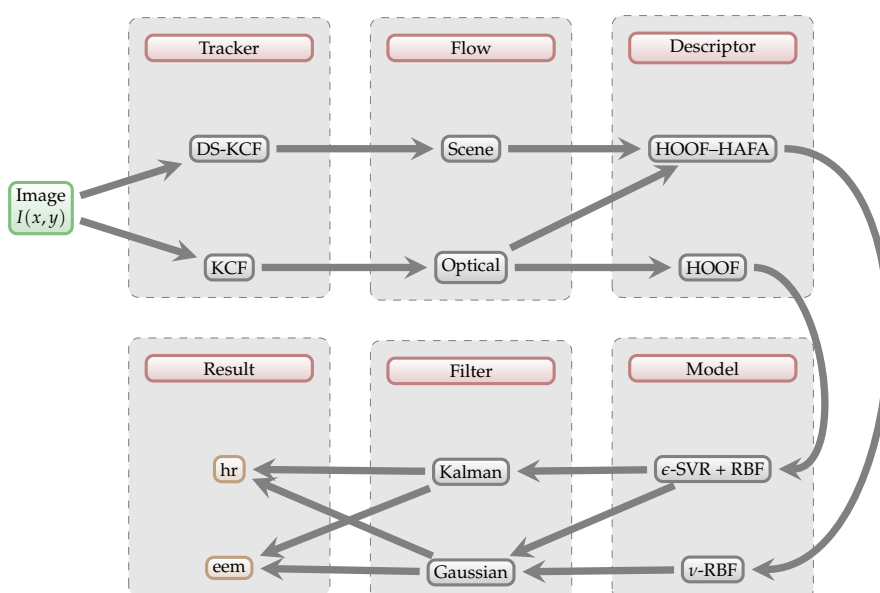 Tracker
Flow
Descriptor
DS-KCF
Scene
HOOF–HAFA
Image
I(x, y)
KCF
Optical
HOOF
Result
Filter
Model
hr
Kalman
ϵ-SVR + RBF
eem
Gaussian
ν-RBF